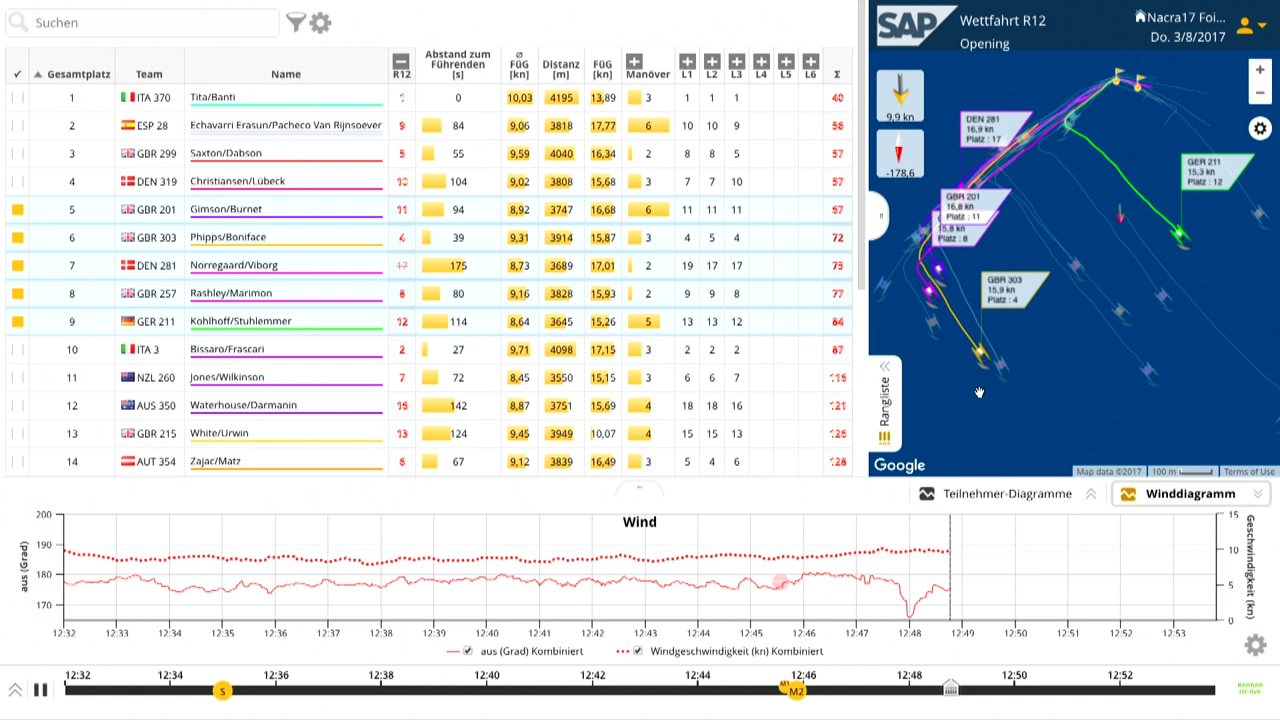 Suchen
✔ Gesamtplatz Team Name R12 Abstand zum Führenden [s] Ø FüG [kn] Distanz [m] FüG [kn] Manöver L1 L2 L3 L4 L5 L6 Σ
1 ITA 370 Tita/Banti 1 0 10,03 4195 13,89 3 1 1 1 40
2 ESP 28 Echavarri Erasun/Pacheco Van Rijnsoever 9 84 9,06 3818 17,77 6 10 10 9 56
3 GBR 299 Saxton/Dabson 5 55 9,59 4040 16,34 2 8 8 5 57
4 DEN 319 Christiansen/Lübeck 10 104 9,02 3808 15,68 3 7 7 10 57
5 GBR 201 Gimson/Burnet 11 94 8,92 3747 16,68 6 11 11 11 67
6 GBR 303 Phipps/Boniface 4 39 9,31 3914 15,87 3 4 5 4 72
7 DEN 281 Norregaard/Viborg 17 175 8,73 3689 17,01 2 19 17 17 75
8 GBR 257 Rashley/Marimon 8 80 9,16 3828 15,93 2 9 9 8 77
9 GER 211 Kohlhoff/Stuhlemmer 12 114 8,64 3645 15,26 5 13 13 12 84
10 ITA 3 Bissaro/Frascari 2 27 9,71 4098 17,15 3 2 2 2 87
11 NZL 260 Jones/Wilkinson 7 72 8,45 3550 15,15 3 6 6 7
12 AUS 350 Waterhouse/Darmanin 142 8,87 3751 15,69 4 18 18 16 121
13 GBR 215 White/Urwin 13 124 9,45 3949 10,07 4 15 15 13
14 AUT 354 Zajac/Matz 6 67 9,12 3839 16,49 3 5 4 6
SAP
Wettfahrt R12
Opening
Nacra17 Foi...
Do. 3/8/2017
9,9 kn
-178,6
DEN 281
16,9 kn
Platz : 17
GER 211
15,3 kn
Platz : 12
GBR 201
16,8 kn
Platz : 11
15,8 kn
Platz : 8
GBR 303
15,9 kn
Platz : 4
Rangliste
Google
Map data ©2017 100 m Terms of Use
Teilnehmer-Diagramme Winddiagramm
Wind
aus (Grad)
200
190
180
170
15
10
5
0
Geschwindigkeit (kn)
12:32 12:33 12:34 12:35 12:36 12:37 12:38 12:39 12:40 12:41 12:42 12:43 12:44 12:45 12:46 12:47 12:48 12:49 12:50 12:51 12:52 12:53
aus (Grad) Kombiniert Windgeschwindigkeit (kn) Kombiniert
12:32 12:34 12:36 12:38 12:40 12:42 12:44 12:46 12:48 12:50 12:52
S M1 M2
Rennen
ist live